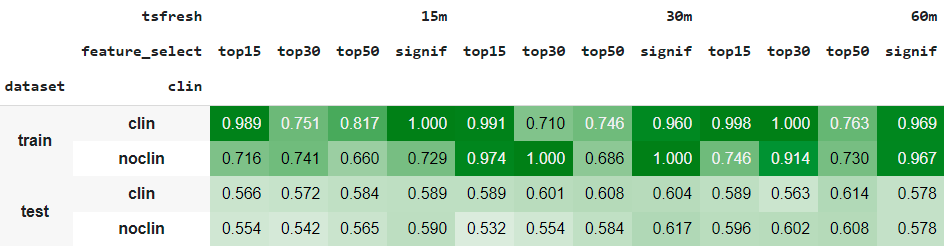 tsfresh 15m 30m 60m
feature_select top15 top30 top50 signif top15 top30 top50 signif top15 top30 top50 signif
dataset clin
train clin 0.989 0.751 0.817 1.000 0.991 0.710 0.746 0.960 0.998 1.000 0.763 0.969
noclin 0.716 0.741 0.660 0.729 0.974 1.000 0.686 1.000 0.746 0.914 0.730 0.967
test clin 0.566 0.572 0.584 0.589 0.589 0.601 0.608 0.604 0.589 0.563 0.614 0.578
noclin 0.554 0.542 0.565 0.590 0.532 0.554 0.584 0.617 0.596 0.602 0.608 0.578